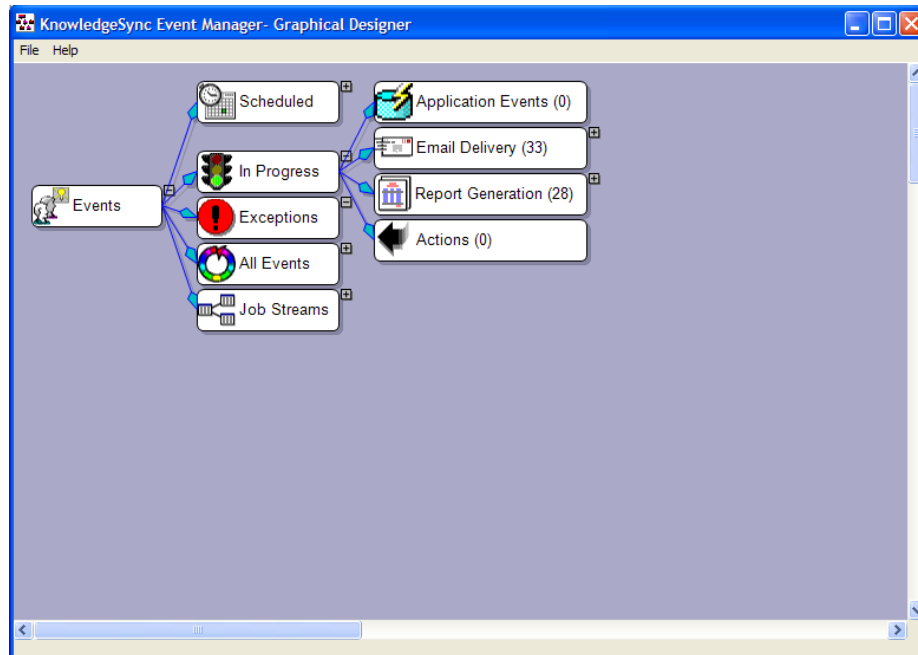 KnowledgeSync Event Manager- Graphical Designer
File Help
Scheduled
Application Events (0)
Email Delivery (33)
In Progress
Report Generation (28)
Events
Exceptions
Actions (0)
All Events
Job Streams